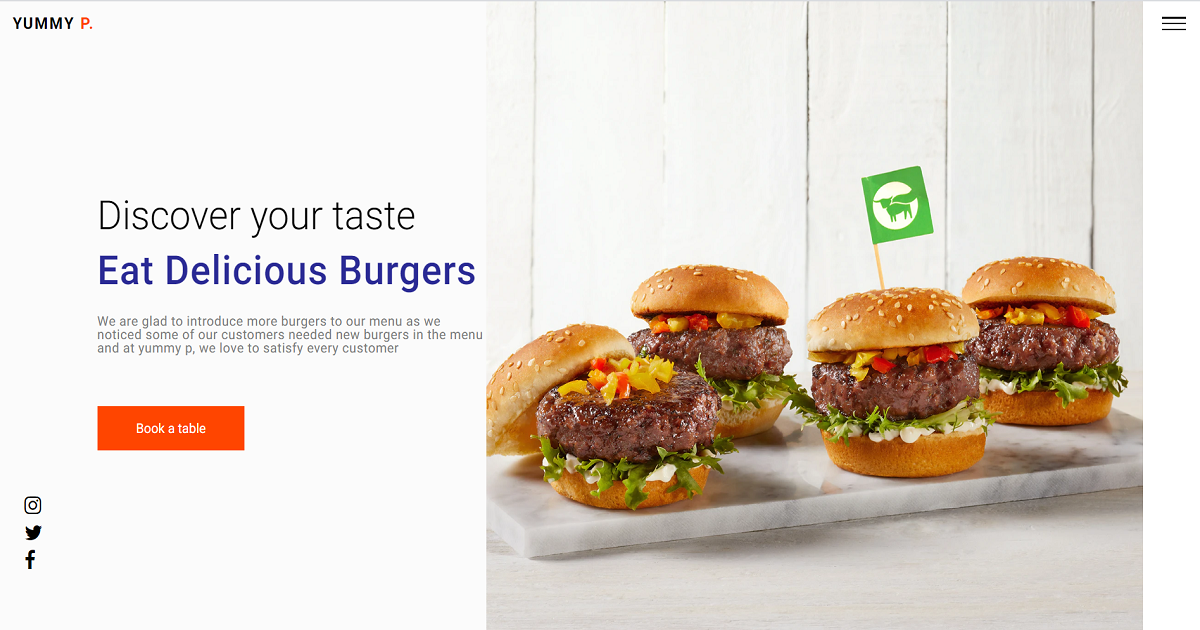 YUMMY P.
Discover your taste
Eat Delicious Burgers
We are glad to introduce more burgers to our menu as we
noticed some of our customers needed new burgers in the menu
and at yummy p, we love to satisfy every customer
Book a table